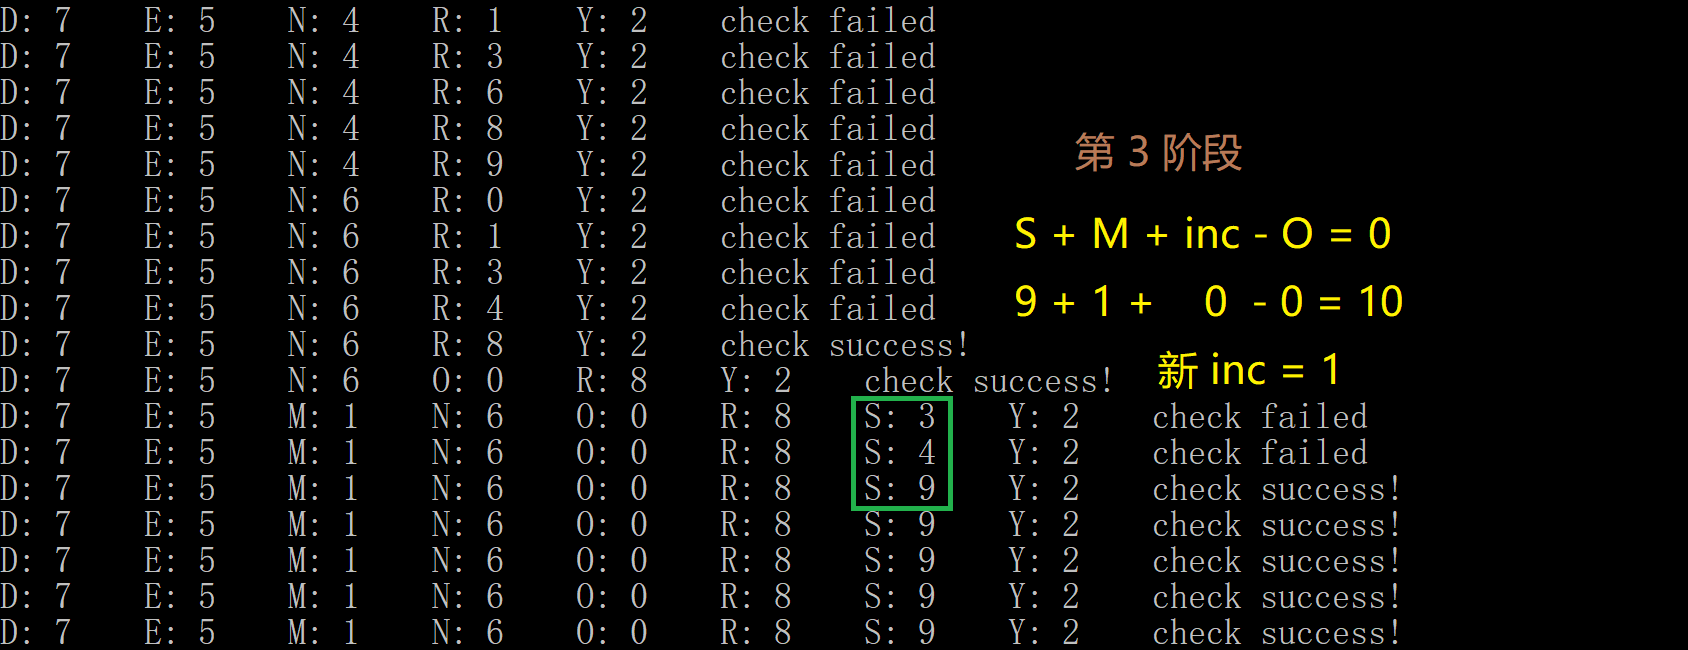 D: 7    E: 5    N: 4    R: 1    Y: 2    check failed
D: 7    E: 5    N: 4    R: 3    Y: 2    check failed
D: 7    E: 5    N: 4    R: 6    Y: 2    check failed
D: 7    E: 5    N: 4    R: 8    Y: 2    check failed
D: 7    E: 5    N: 4    R: 9    Y: 2    check failed
D: 7    E: 5    N: 6    R: 0    Y: 2    check failed
D: 7    E: 5    N: 6    R: 1    Y: 2    check failed
D: 7    E: 5    N: 6    R: 3    Y: 2    check failed
D: 7    E: 5    N: 6    R: 4    Y: 2    check failed
D: 7    E: 5    N: 6    R: 8    Y: 2    check success!
D: 7    E: 5    N: 6    O: 0    R: 8    Y: 2    check success!
D: 7    E: 5    M: 1    N: 6    O: 0    R: 8    S: 3    Y: 2    check failed
D: 7    E: 5    M: 1    N: 6    O: 0    R: 8    S: 4    Y: 2    check failed
D: 7    E: 5    M: 1    N: 6    O: 0    R: 8    S: 9    Y: 2    check success!
D: 7    E: 5    M: 1    N: 6    O: 0    R: 8    S: 9    Y: 2    check success!
D: 7    E: 5    M: 1    N: 6    O: 0    R: 8    S: 9    Y: 2    check success!
D: 7    E: 5    M: 1    N: 6    O: 0    R: 8    S: 9    Y: 2    check success!
D: 7    E: 5    M: 1    N: 6    O: 0    R: 8    S: 9    Y: 2    check success!
第 3 阶段
S + M + inc - O = 0
9 + 1 + 0 - 0 = 10
新 inc = 1